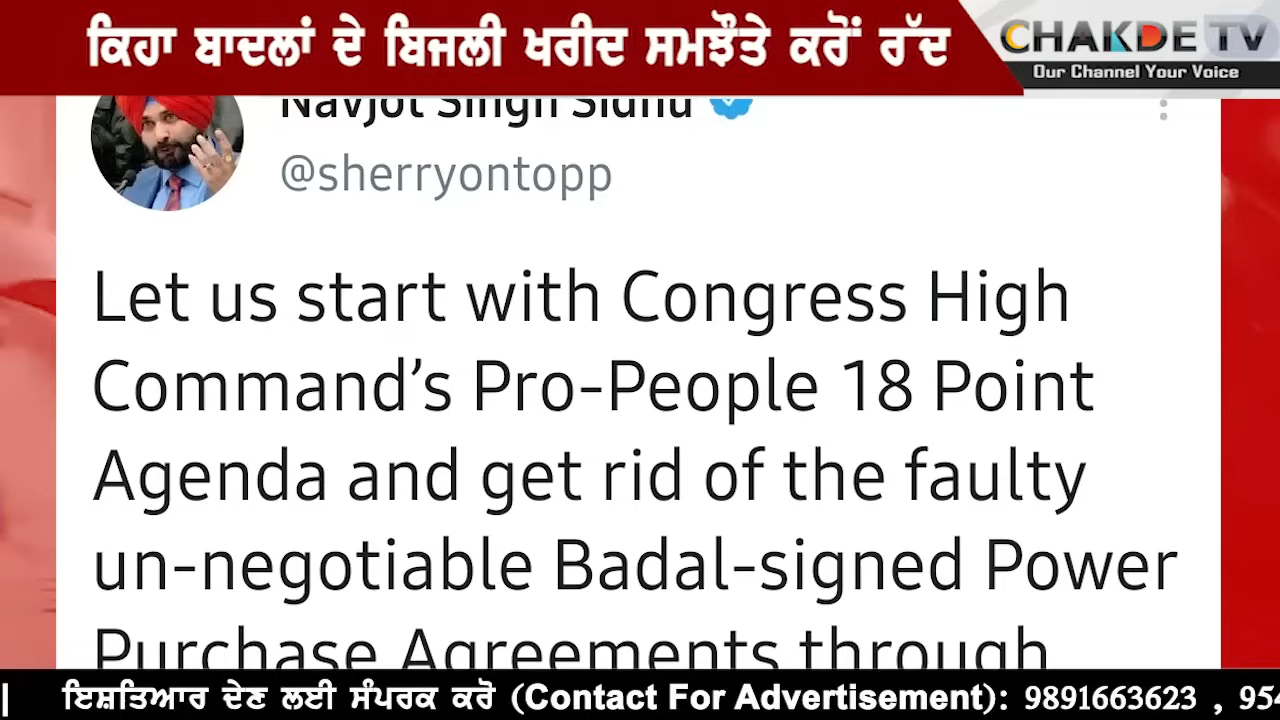 ਕਿਹਾ ਬਾਦਲਾਂ ਦੇ ਬਿਜਲੀ ਖਰੀਦ ਸਮਝੌਤੇ ਕਰੋਂ ਰੱਦ
CHAKDE TV
Our Channel Your Voice
Navjot Singh Sidhu
@sherryontopp
Let us start with Congress High
Command’s Pro-People 18 Point
Agenda and get rid of the faulty
un-negotiable Badal-signed Power
Purchase Agreements through
| ਇਸ਼ਤਿਆਰ ਦੇਣ ਲਈ ਸੰਪਰਕ ਕਰੋ (Contact For Advertisement): 9891663623 , 95